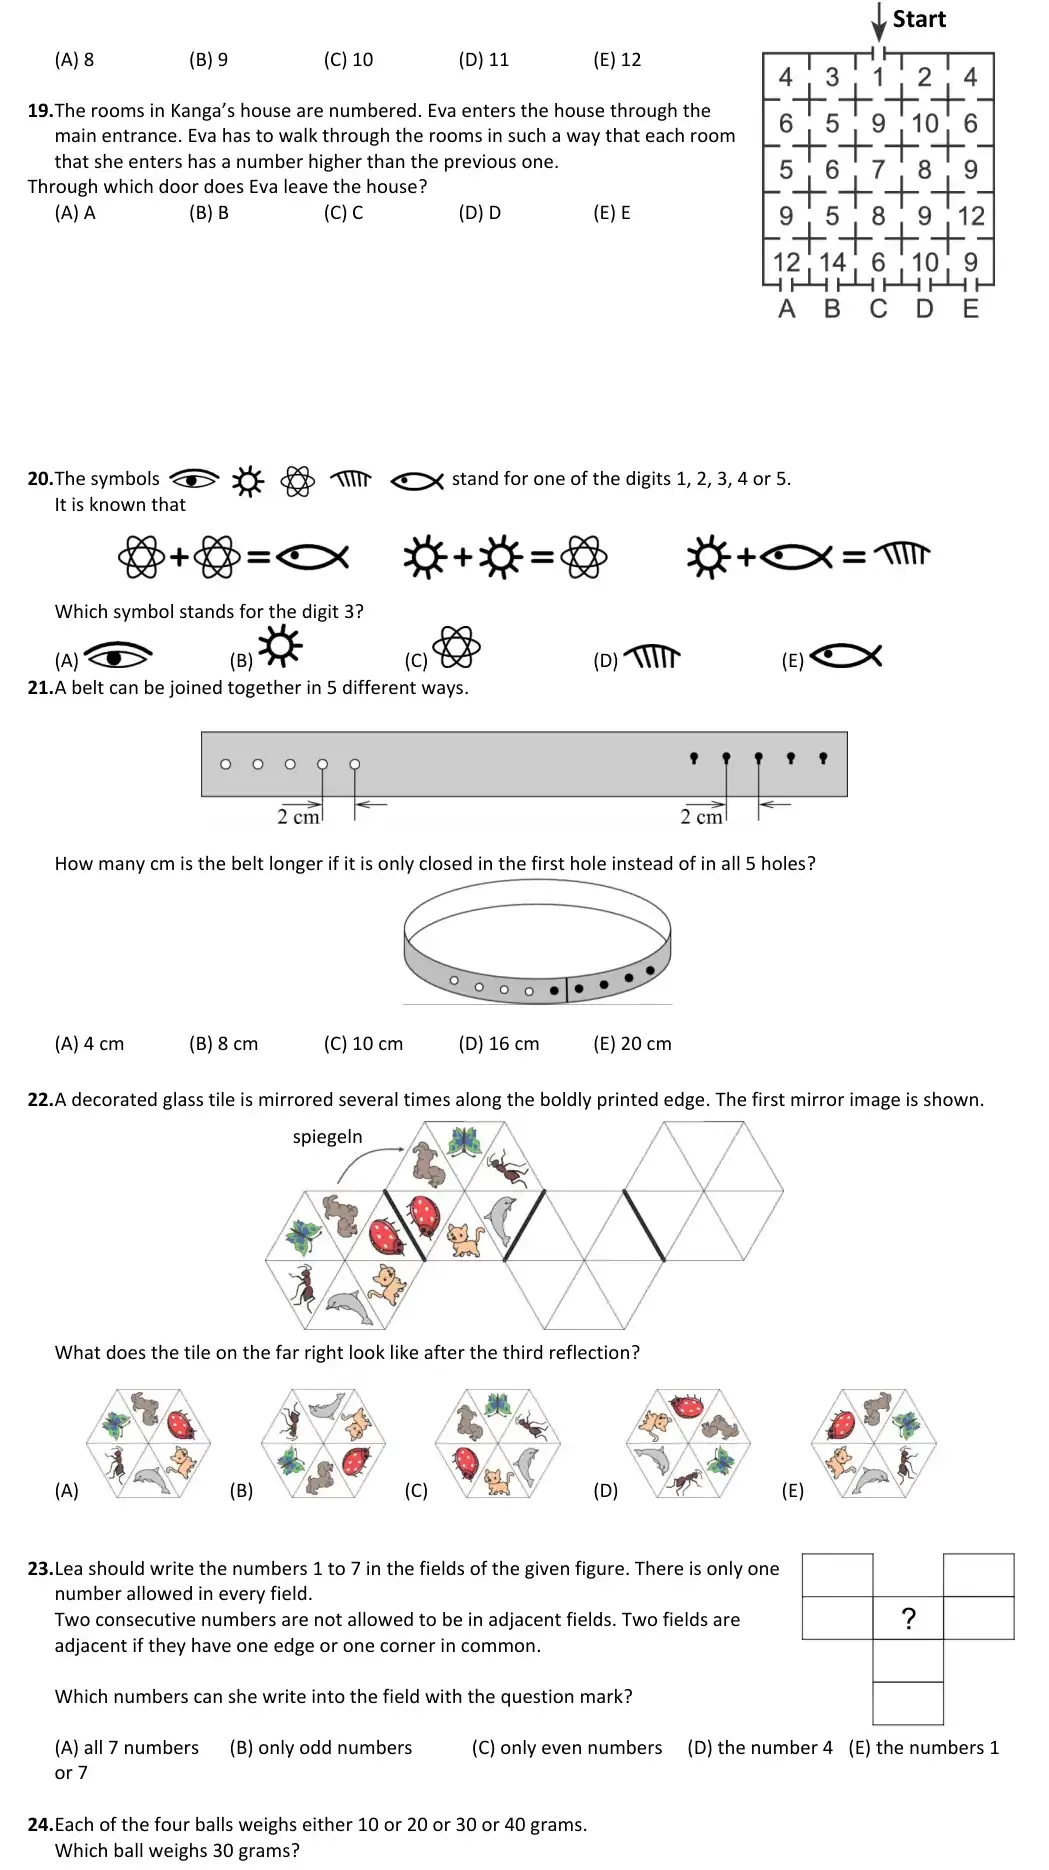 Start
(A) 8 (B) 9 (C) 10 (D) 11 (E) 12
4 3 1 2 4
19.The rooms in Kanga’s house are numbered. Eva enters the house through the
main entrance. Eva has to walk through the rooms in such a way that each room
6 5 9 10 6
that she enters has a number higher than the previous one.
5 6 7 8 9
Through which door does Eva leave the house?
(A) A (B) B (C) C (D) D (E) E
9 5 8 9 12
12 14 6 10 9
A B C D E
20.The symbols stand for one of the digits 1, 2, 3, 4 or 5.
It is known that
+ = + = + =
Which symbol stands for the digit 3?
(A) (B) (C) (D) (E)
21.A belt can be joined together in 5 different ways.
2 cm 2 cm
How many cm is the belt longer if it is only closed in the first hole instead of in all 5 holes?
(A) 4 cm (B) 8 cm (C) 10 cm (D) 16 cm (E) 20 cm
22.A decorated glass tile is mirrored several times along the boldly printed edge. The first mirror image is shown.
spiegeln
What does the tile on the far right look like after the third reflection?
(A) (B) (C) (D) (E)
23.Lea should write the numbers 1 to 7 in the fields of the given figure. There is only one
number allowed in every field.
Two consecutive numbers are not allowed to be in adjacent fields. Two fields are
adjacent if they have one edge or one corner in common.
?
Which numbers can she write into the field with the question mark?
(A) all 7 numbers (B) only odd numbers (C) only even numbers (D) the number 4 (E) the numbers 1
or 7
24.Each of the four balls weighs either 10 or 20 or 30 or 40 grams.
Which ball weighs 30 grams?